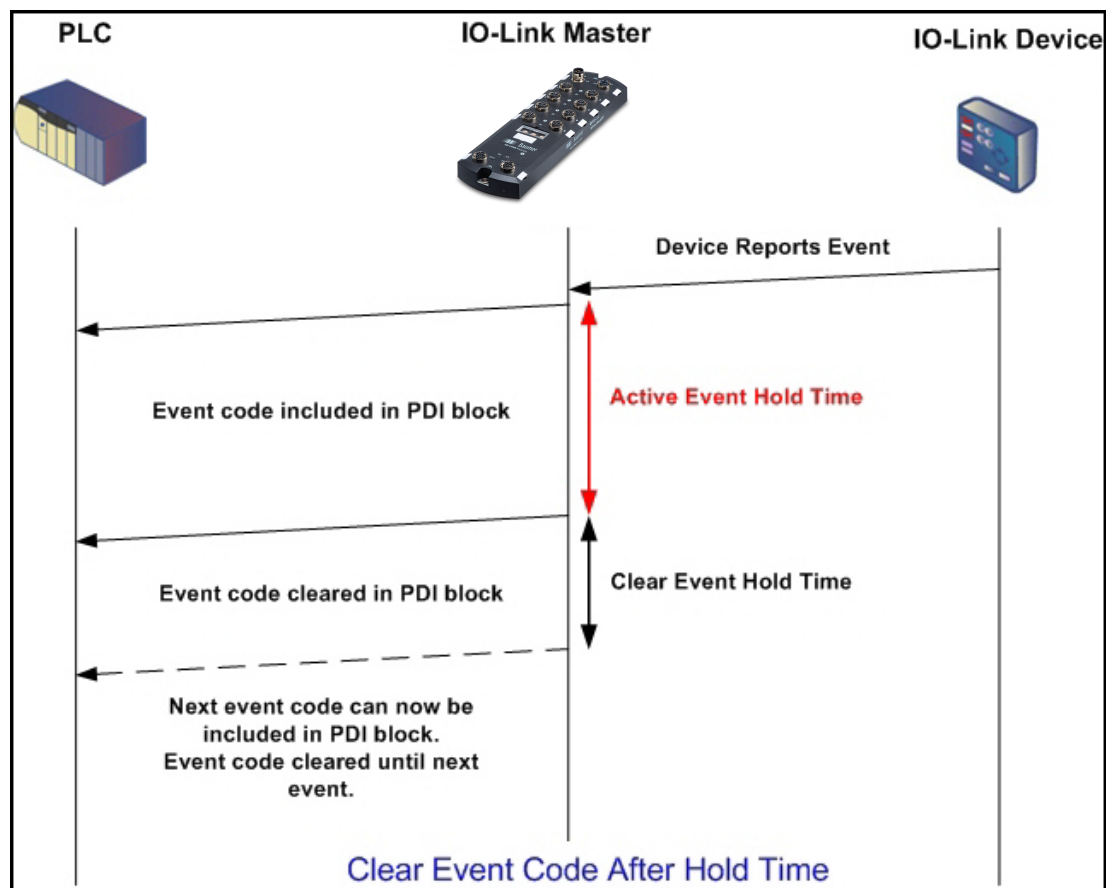 PLC
IO-Link Master
IO-Link Device
Baumer
Device Reports Event
Event code included in PDI block
Active Event Hold Time
Event code cleared in PDI block
Clear Event Hold Time
Next event code can now be
included in PDI block.
Event code cleared until next
event.
Clear Event Code After Hold Time